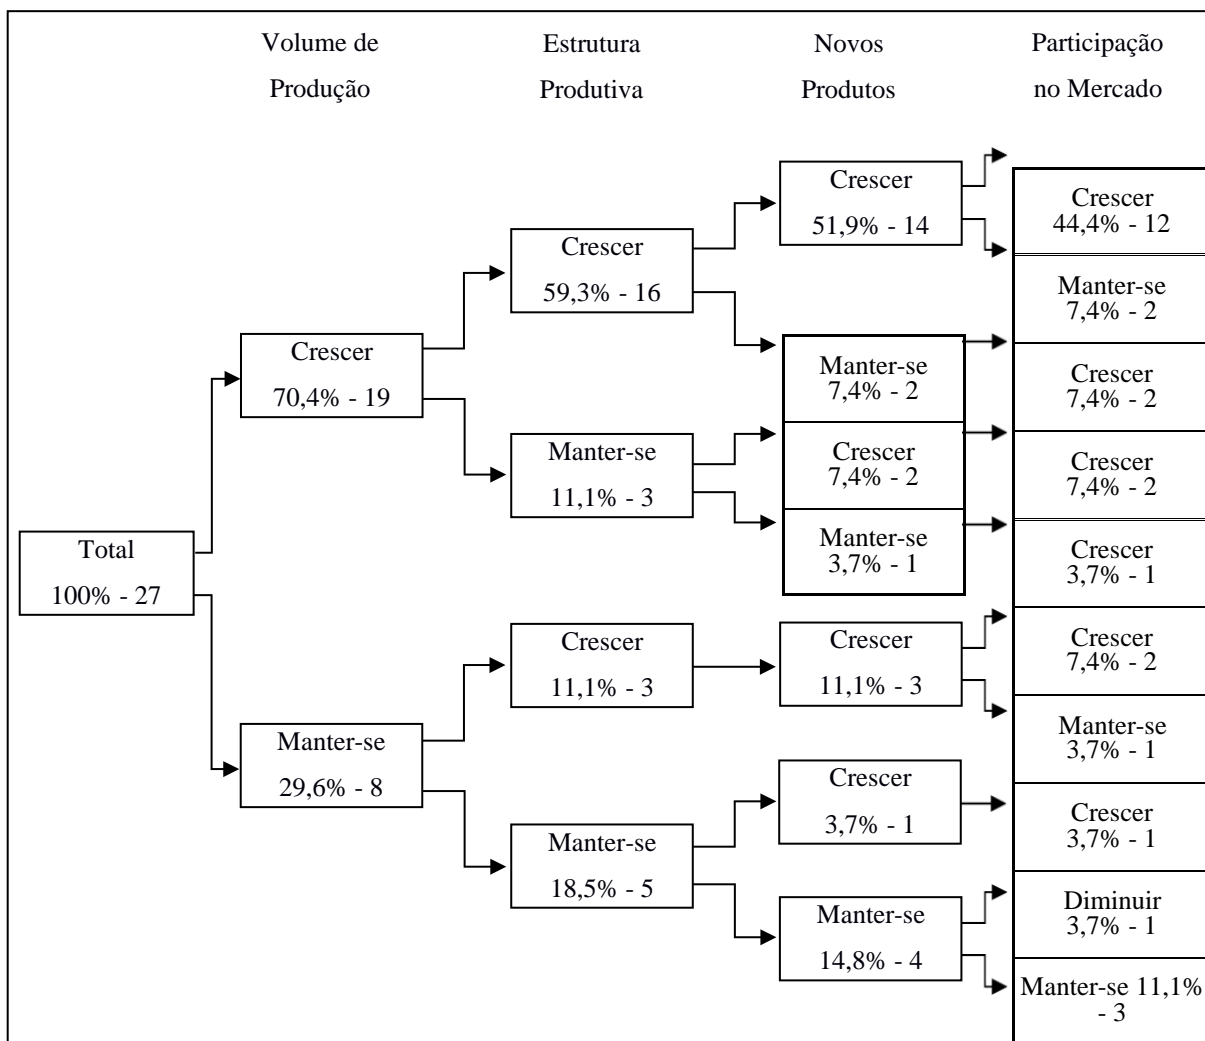 Volume de
Produção
Estrutura
Produtiva
Novos
Produtos
Participação
no Mercado
Total
100% - 27
Crescer
70,4% - 19
Manter-se
29,6% - 8
Crescer
59,3% - 16
Manter-se
11,1% - 3
Crescer
11,1% - 3
Manter-se
18,5% - 5
Crescer
51,9% - 14
Manter-se
7,4% - 2
Crescer
7,4% - 2
Manter-se
3,7% - 1
Crescer
11,1% - 3
Crescer
3,7% - 1
Manter-se
14,8% - 4
Crescer
44,4% - 12
Manter-se
7,4% - 2
Crescer
7,4% - 2
Crescer
7,4% - 2
Crescer
3,7% - 1
Crescer
7,4% - 2
Manter-se
3,7% - 1
Crescer
3,7% - 1
Diminuir
3,7% - 1
Manter-se 11,1%
- 3